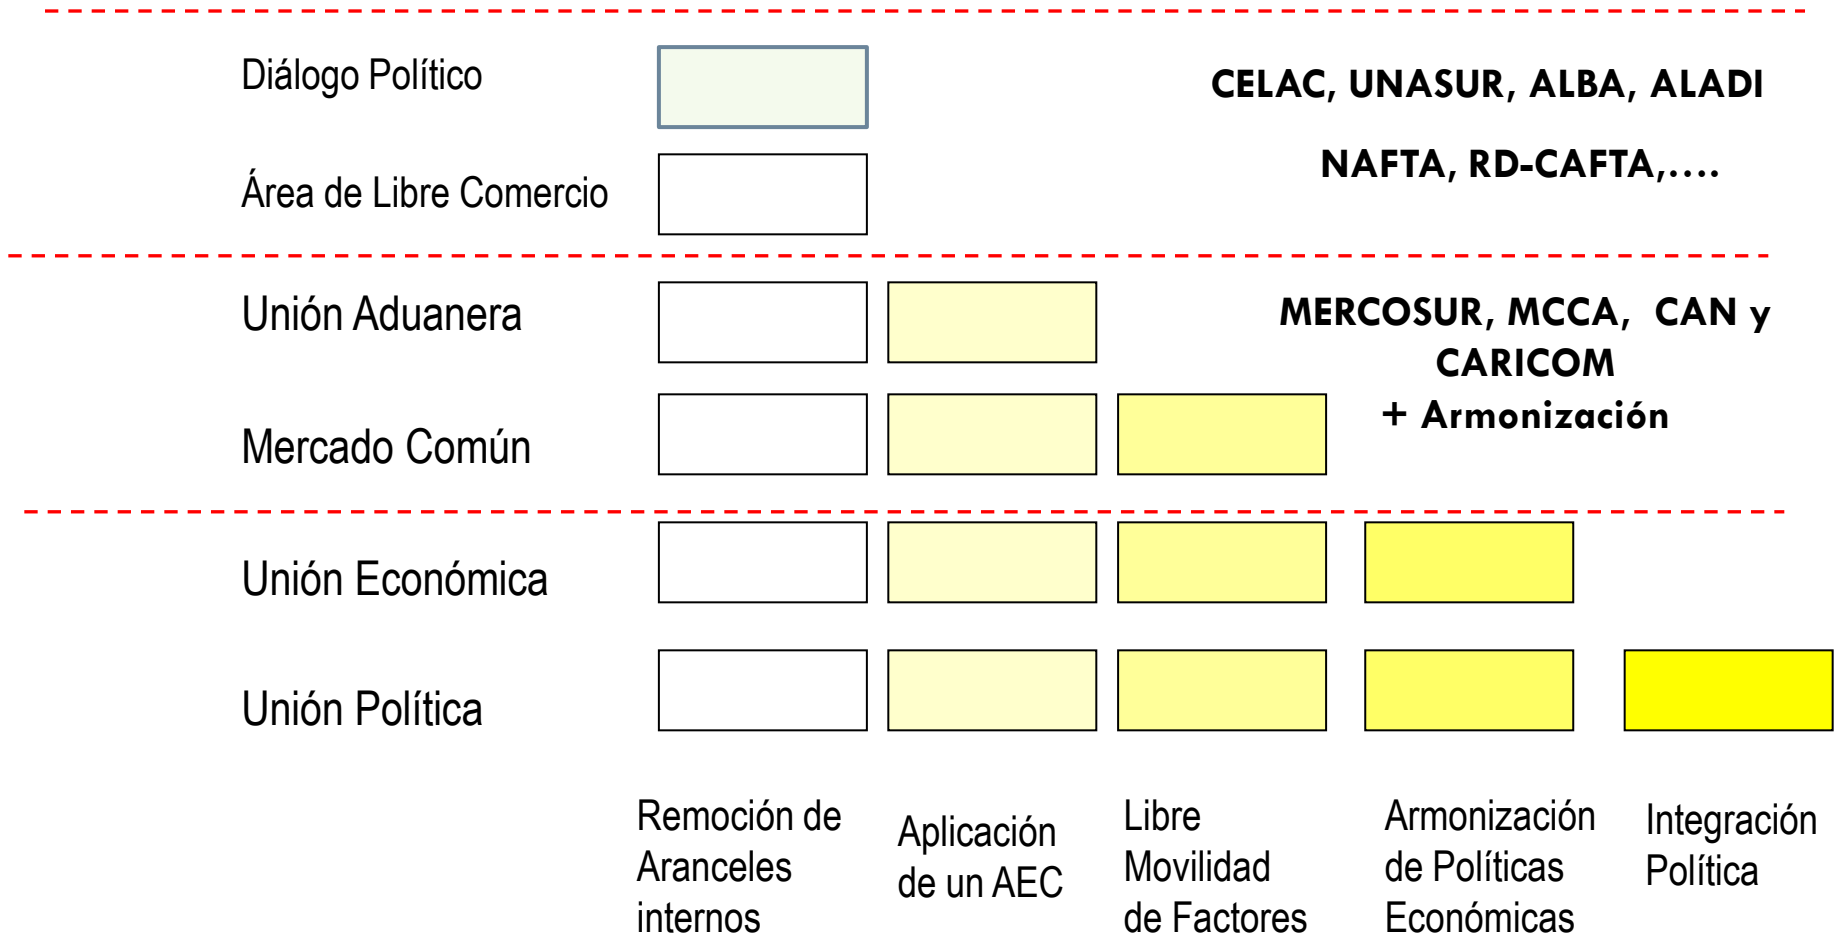 Diálogo Político
CELAC, UNASUR, ALBA, ALADI
Área de Libre Comercio
NAFTA, RD-CAFTA,....
Unión Aduanera
MERCOSUR, MCCA, CAN y
CARICOM
+ Armonización
Mercado Común
Unión Económica
Unión Política
Remoción de
Aranceles
internos
Aplicación
de un AEC
Libre
Movilidad
de Factores
Armonización
de Políticas
Económicas
Integración
Política